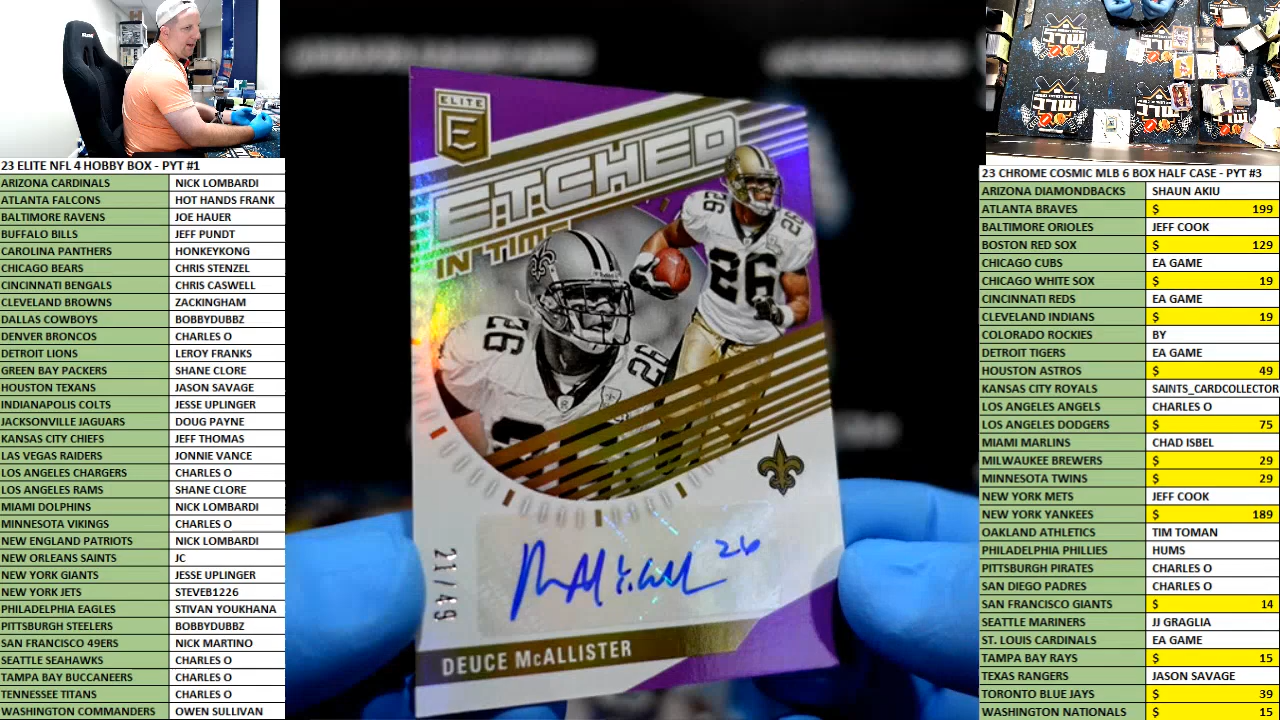 23 ELITE NFL 4 HOBBY BOX - PYT #1
ARIZONA CARDINALS NICK LOMBARDI
ATLANTA FALCONS HOT HANDS FRANK
BALTIMORE RAVENS JOE HAUER
BUFFALO BILLS JEFF PUNDT
CAROLINA PANTHERS HONKEYKONG
CHICAGO BEARS CHRIS STENZEL
CINCINNATI BENGALS CHRIS CASWELL
CLEVELAND BROWNS ZACKINGHAM
DALLAS COWBOYS BOBBYDUBBZ
DENVER BRONCOS CHARLES O
DETROIT LIONS LEROY FRANKS
GREEN BAY PACKERS SHANE CLORE
HOUSTON TEXANS JASON SAVAGE
INDIANAPOLIS COLTS JESSE UPLINGER
JACKSONVILLE JAGUARS DOUG PAYNE
KANSAS CITY CHIEFS JEFF THOMAS
LAS VEGAS RAIDERS JONNIE VANCE
LOS ANGELES CHARGERS CHARLES O
LOS ANGELES RAMS SHANE CLORE
MIAMI DOLPHINS NICK LOMBARDI
MINNESOTA VIKINGS CHARLES O
NEW ENGLAND PATRIOTS NICK LOMBARDI
NEW ORLEANS SAINTS JC
NEW YORK GIANTS JESSE UPLINGER
NEW YORK JETS STEVEB1226
PHILADELPHIA EAGLES STIVAN YOUKHANA
PITTSBURGH STEELERS BOBBYDUBBZ
SAN FRANCISCO 49ERS NICK MARTINO
SEATTLE SEAHAWKS CHARLES O
TAMPA BAY BUCCANEERS CHARLES O
TENNESSEE TITANS CHARLES O
WASHINGTON COMMANDERS OWEN SULLIVAN
ELITE
E
ETCHED
IN TIME
26
26
26
26
26
26
21/49
DEUCE McALLISTER
23 CHROME COSMIC MLB 6 BOX HALF CASE - PYT #3
ARIZONA DIAMONDBACKS SHAUN AKIU
ATLANTA BRAVES $ 199
BALTIMORE ORIOLES JEFF COOK
BOSTON RED SOX $ 129
CHICAGO CUBS EA GAME
CHICAGO WHITE SOX $ 19
CINCINNATI REDS EA GAME
CLEVELAND INDIANS $ 19
COLORADO ROCKIES BY
DETROIT TIGERS EA GAME
HOUSTON ASTROS $ 49
KANSAS CITY ROYALS SAINTS_CARDCOLLECTOR
LOS ANGELES ANGELS CHARLES O
LOS ANGELES DODGERS $ 75
MIAMI MARLINS CHAD ISBEL
MILWAUKEE BREWERS $ 29
MINNESOTA TWINS $ 29
NEW YORK METS JEFF COOK
NEW YORK YANKEES $ 189
OAKLAND ATHLETICS TIM TOMAN
PHILADELPHIA PHILLIES HUMS
PITTSBURGH PIRATES CHARLES O
SAN DIEGO PADRES CHARLES O
SAN FRANCISCO GIANTS $ 14
SEATTLE MARINERS JJ GRAGLIA
ST. LOUIS CARDINALS EA GAME
TAMPA BAY RAYS $ 15
TEXAS RANGERS JASON SAVAGE
TORONTO BLUE JAYS $ 39
WASHINGTON NATIONALS $ 15